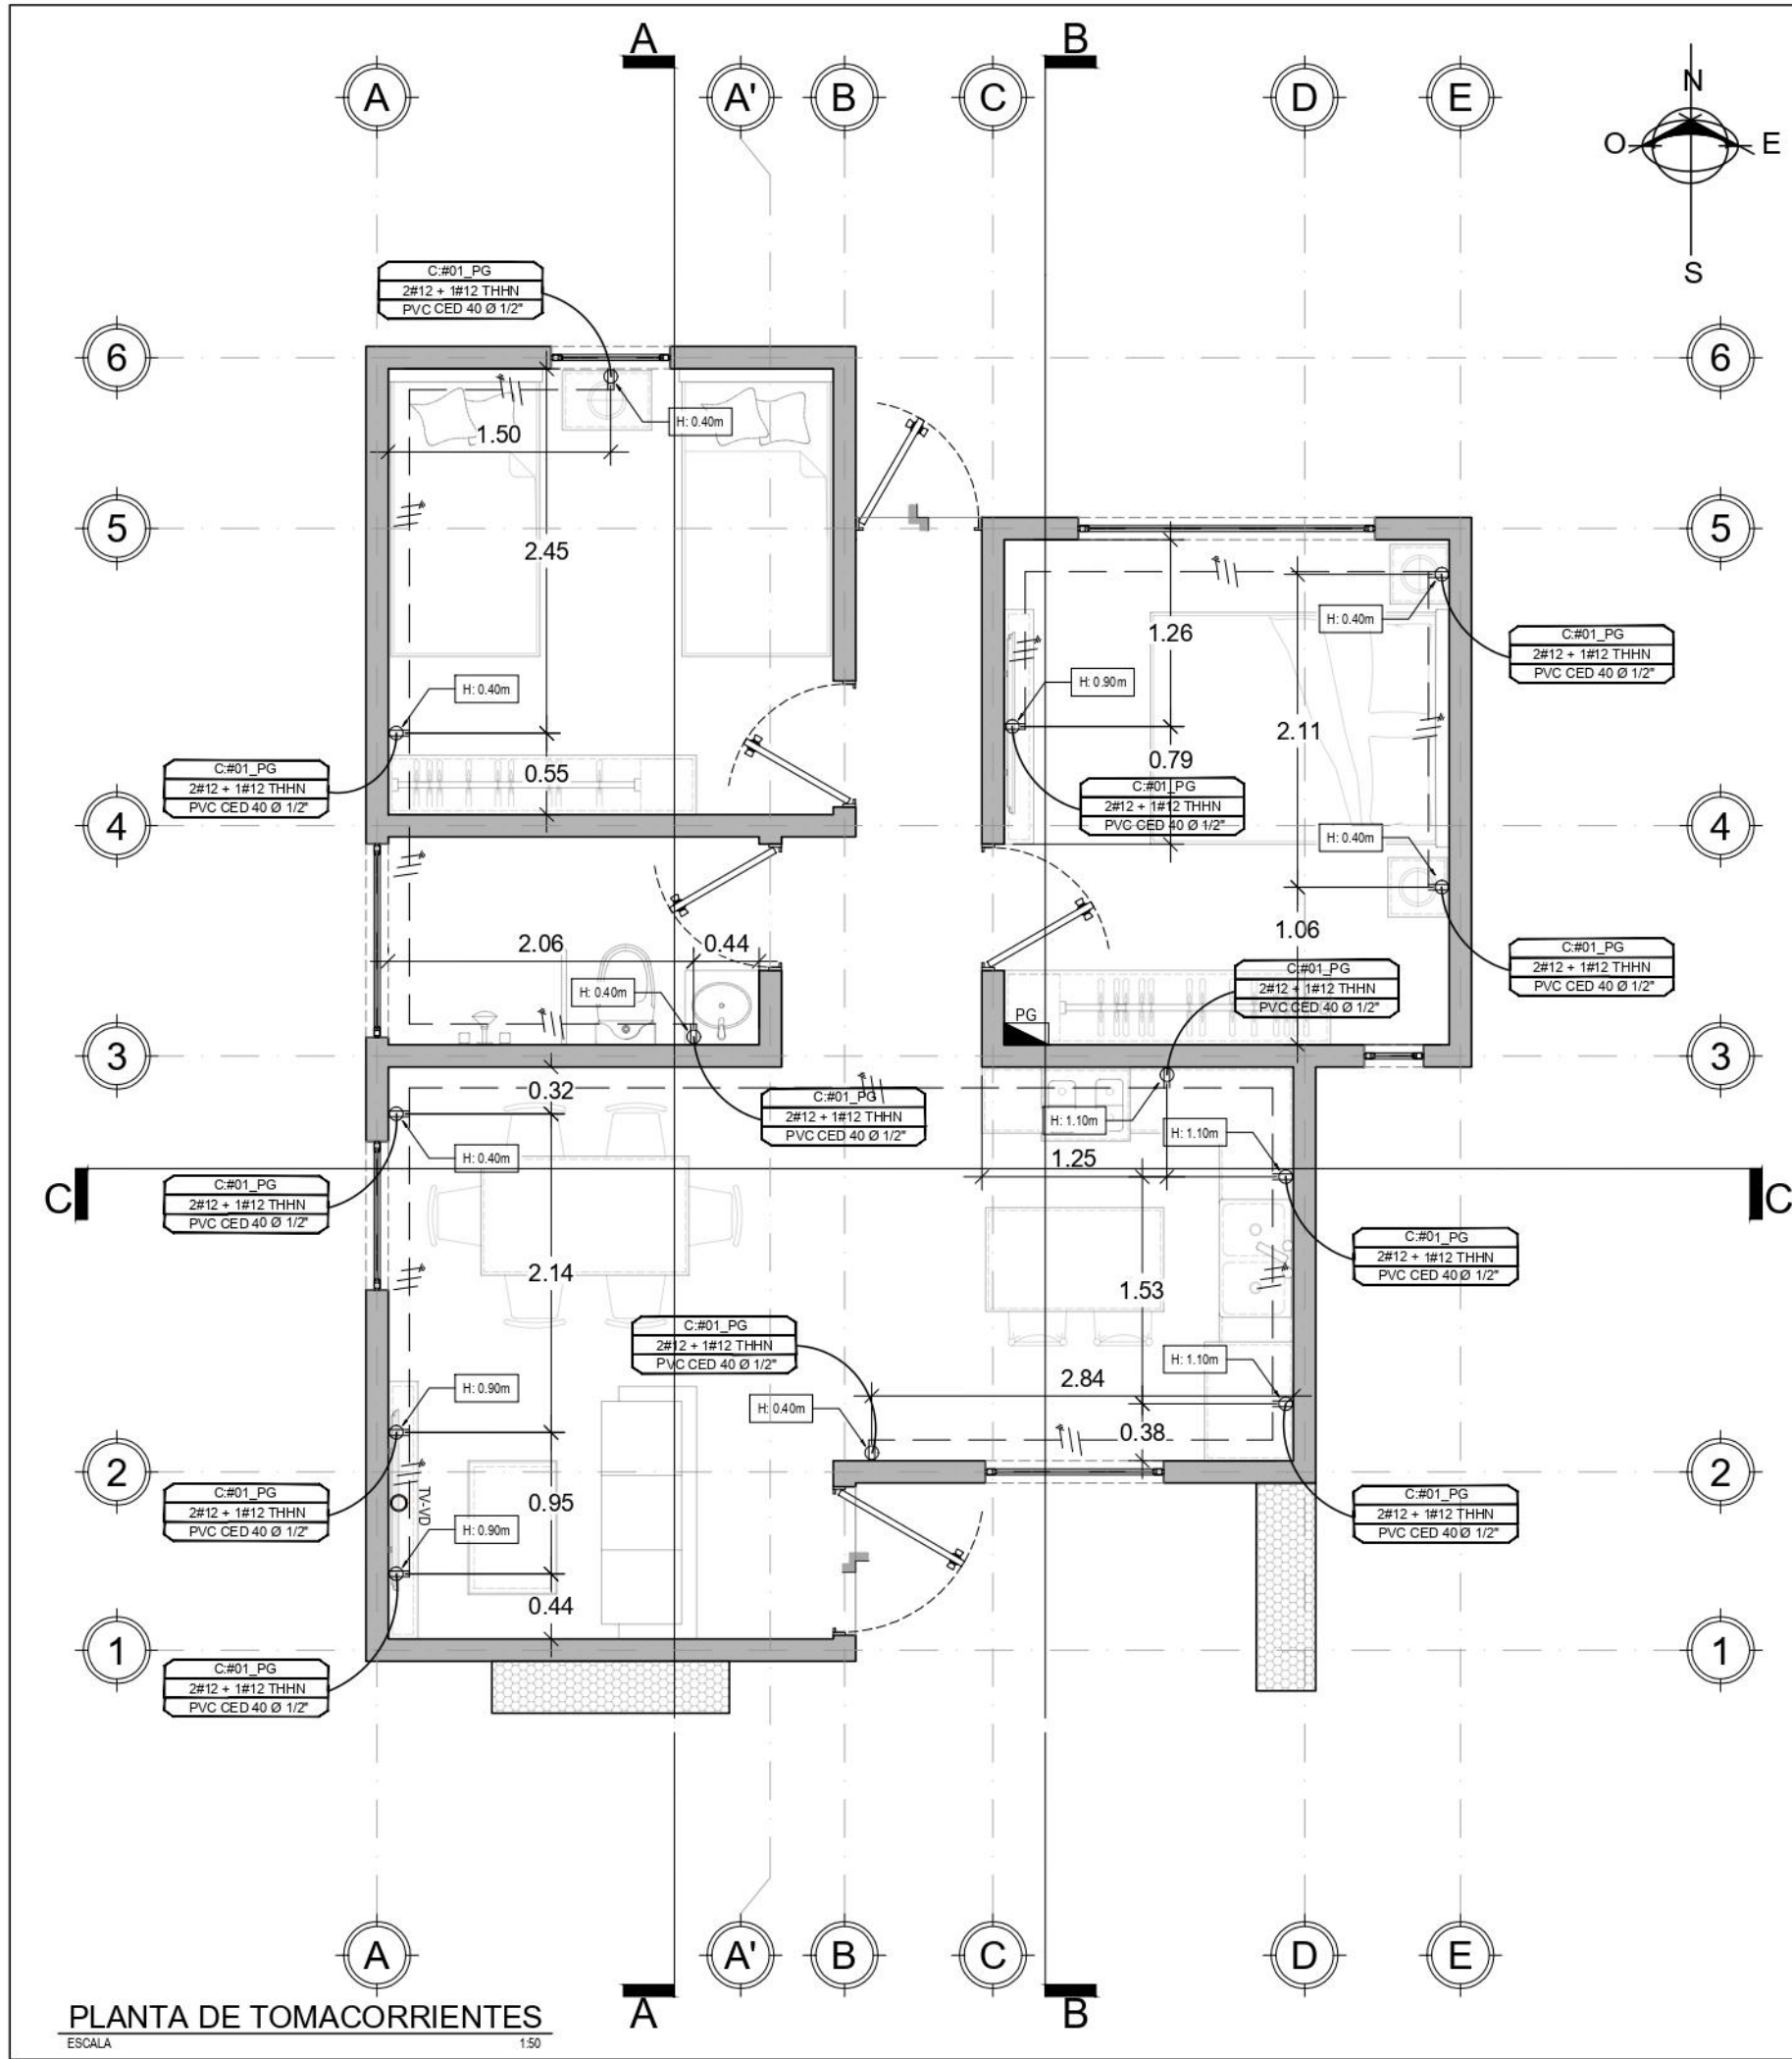 A
B
A
A'
B
C
D
E
N
O
E
S
C:#01_PG
2#12 + 1#12 THHN
PVC CED 40 Ø 1/2"
6
6
H: 0.40m
1.50
5
5
2.45
H: 0.40m
1.26
C:#01_PG
2#12 + 1#12 THHN
PVC CED 40 Ø 1/2"
H: 0.40m
H: 0.90m
2.11
0.55
0.79
C:#01_PG
2#12 + 1#12 THHN
PVC CED 40 Ø 1/2"
C:#01_PG
2#12 + 1#12 THHN
PVC CED 40 Ø 1/2"
4
4
H: 0.40m
2.06
0.44
1.06
C:#01_PG
2#12 + 1#12 THHN
PVC CED 40 Ø 1/2"
C:#01_PG
2#12 + 1#12 THHN
PVC CED 40 Ø 1/2"
H: 0.40m
PG
3
3
0.32
C:#01_PG
2#12 + 1#12 THHN
PVC CED 40 Ø 1/2"
H: 1.10m
H: 1.10m
H: 0.40m
1.25
C:#01_PG
2#12 + 1#12 THHN
PVC CED 40 Ø 1/2"
C
C
C:#01_PG
2#12 + 1#12 THHN
PVC CED 40 Ø 1/2"
2.14
1.53
C:#01_PG
2#12 + 1#12 THHN
PVC CED 40 Ø 1/2"
H: 1.10m
H: 0.90m
2.84
H: 0.40m
0.38
2
2
C:#01_PG
2#12 + 1#12 THHN
PVC CED 40 Ø 1/2"
TV-VD
0.95
C:#01_PG
2#12 + 1#12 THHN
PVC CED 40 Ø 1/2"
H: 0.90m
0.44
1
1
C:#01_PG
2#12 + 1#12 THHN
PVC CED 40 Ø 1/2"
A
A'
B
C
D
E
A
B
PLANTA DE TOMACORRIENTES
ESCALA
1:50